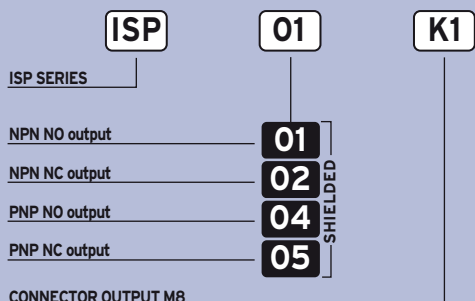 ISP 01 K1
ISP SERIES
NPN NO output 01
NPN NC output 02
PNP NO output 04
PNP NC output 05
SHIELDED
CONNECTOR OUTPUT M8